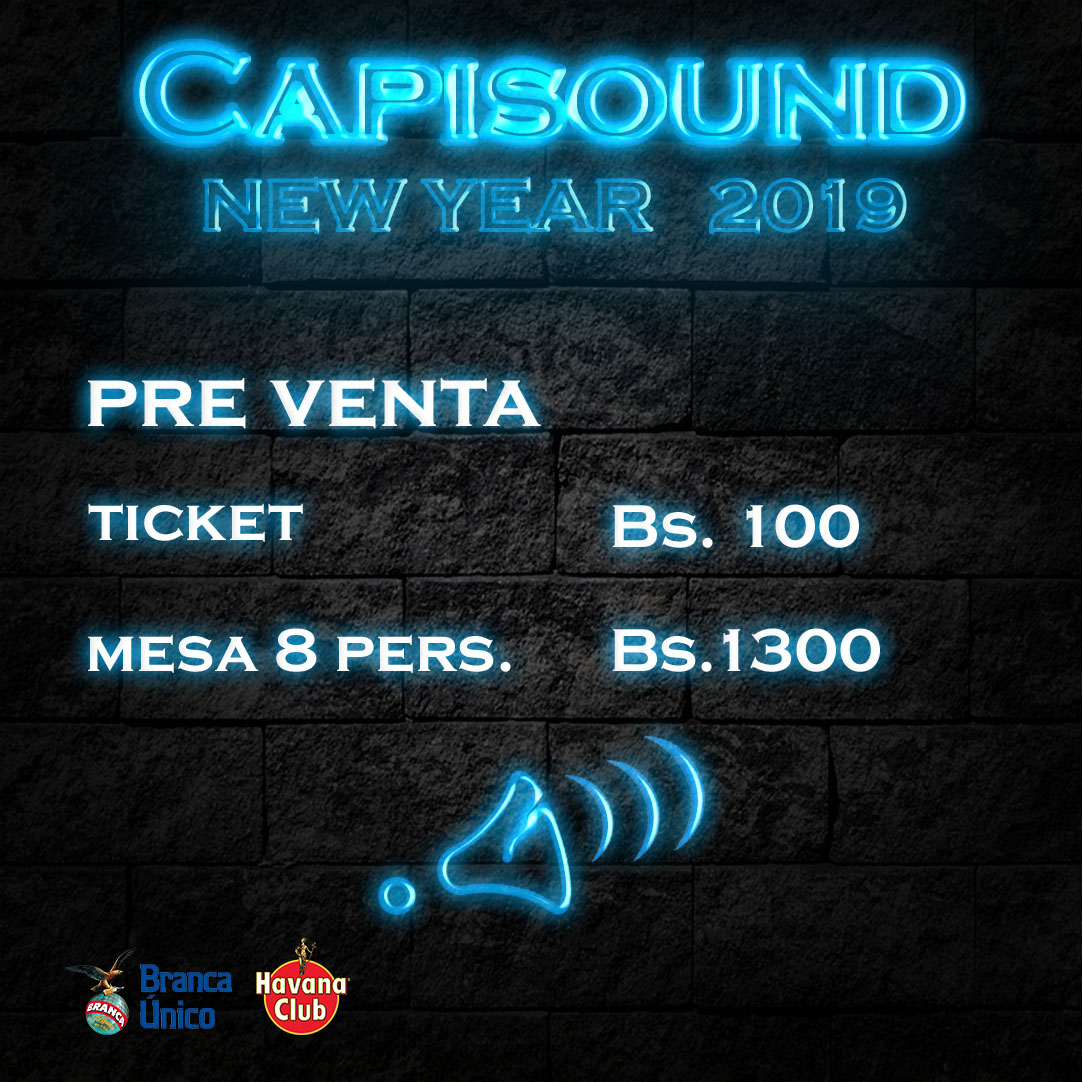 CAPISOUND
NEW YEAR 2019
PRE VENTA
TICKET Bs. 100
MESA 8 PERS. Bs.1300
BRANCA
Branca
Único
Havana
Club